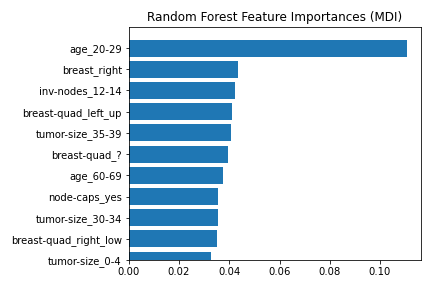 Random Forest Feature Importances (MDI)
age_20-29
breast_right
inv-nodes_12-14
breast-quad_left_up
tumor-size_35-39
breast-quad_?
age_60-69
node-caps_yes
tumor-size_30-34
breast-quad_right_low
tumor-size_0-4
0.00 0.02 0.04 0.06 0.08 0.10